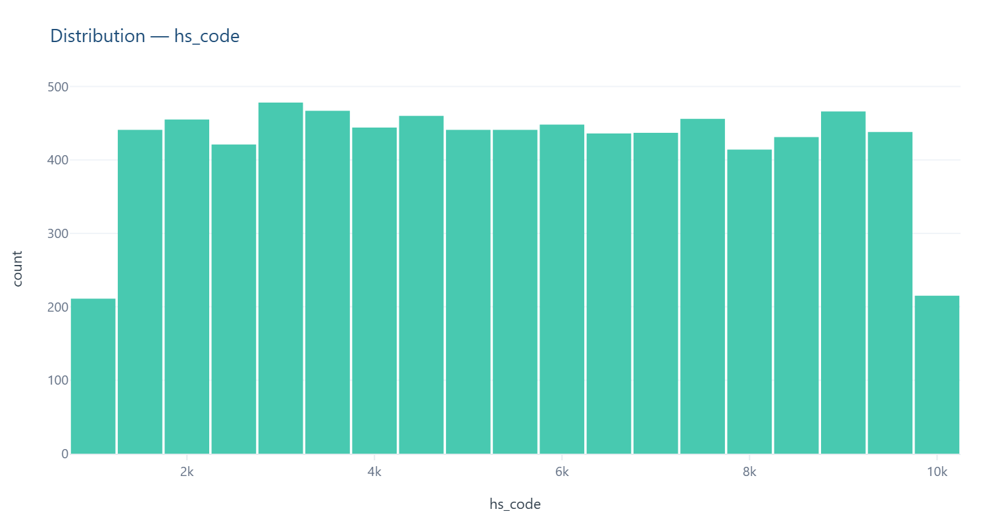 Distribution — hs_code
500
400
300
200
100
0
count
2k
4k
6k
8k
10k
hs_code